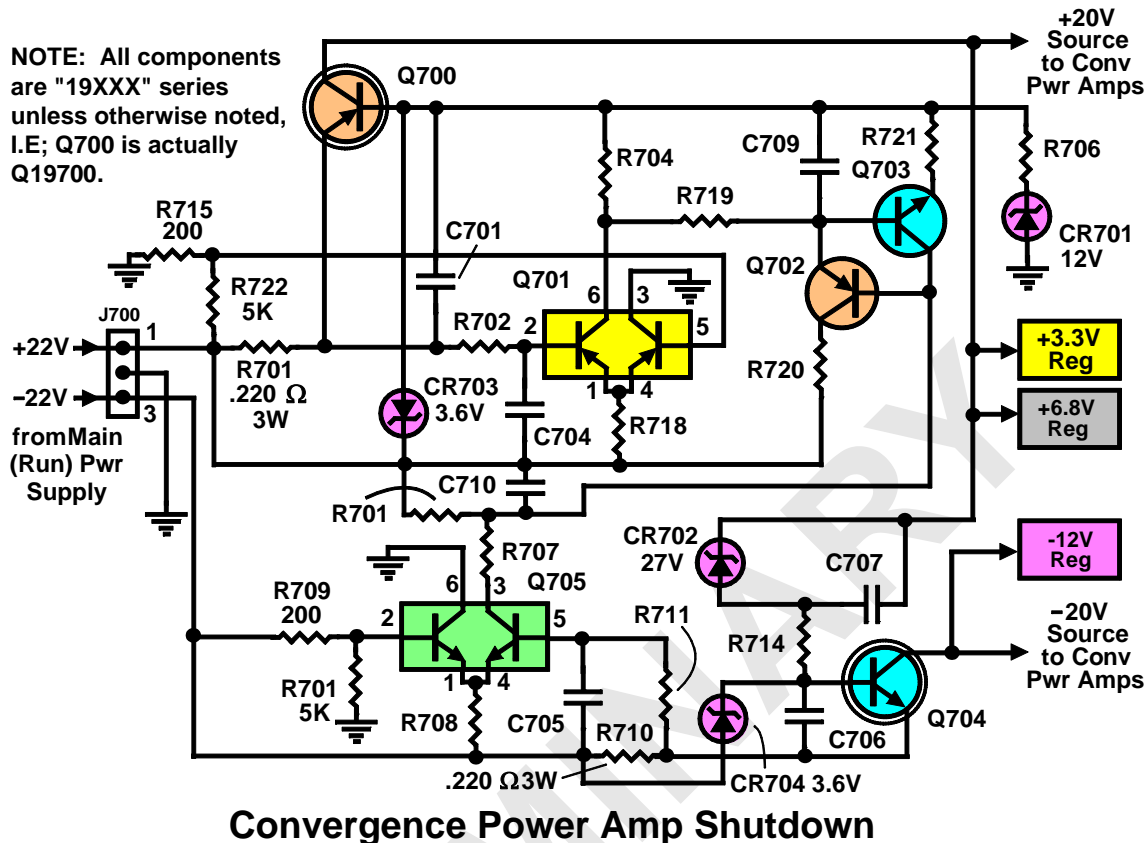 NOTE: All components
are "19XXX" series
unless otherwise noted,
I.E; Q700 is actually
Q19700.
+20V
Source
to Conv
Pwr Amps
Q700
R704
C709
R721
Q703
R706
R719
CR701
12V
R715
200
C701
Q701
Q702
R722
5K
6
3
J700
1
+22V
R702
2
5
R701
.220 Ω
3W
CR703
3.6V
1
4
R720
+3.3V
Reg
−22V
3
C704
R718
+6.8V
Reg
fromMain
(Run) Pwr
Supply
C710
R701
R707
CR702
27V
C707
-12V
Reg
6
3
Q705
R709
200
2
5
R711
R714
−20V
Source
to Conv
Pwr Amps
R701
5K
1
4
R708
C705
R710
C706
Q704
.220 Ω3W
CR704 3.6V
Convergence Power Amp Shutdown
MINARY